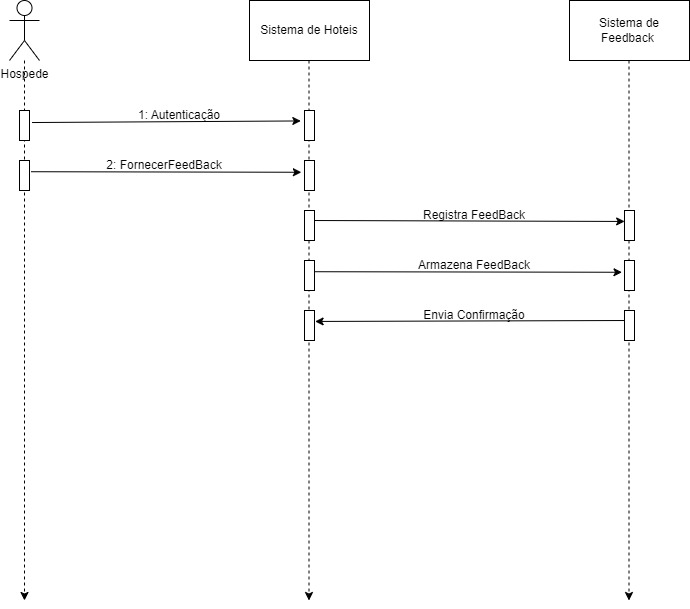 Hospede
Sistema de Hoteis
Sistema de
Feedback
1: Autenticação
2: FornecerFeedBack
Registra FeedBack
Armazena FeedBack
Envia Confirmação